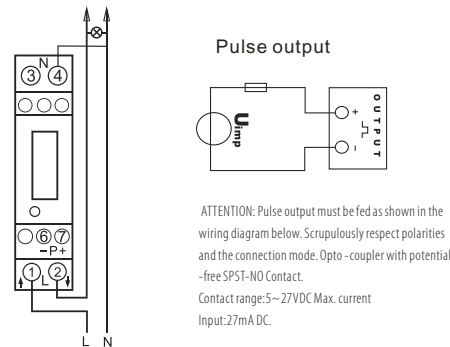 Pulse output
N
3 4
6 7
– P +
1 L 2
L N
Uimp
+
–
OUTPUT
ATTENTION: Pulse output must be fed as shown in the
wiring diagram below. Scrupulously respect polarities
and the connection mode. Opto -coupler with potential
-free SPST-NO Contact.
Contact range:5~27VDC Max. current
Input:27mA DC.